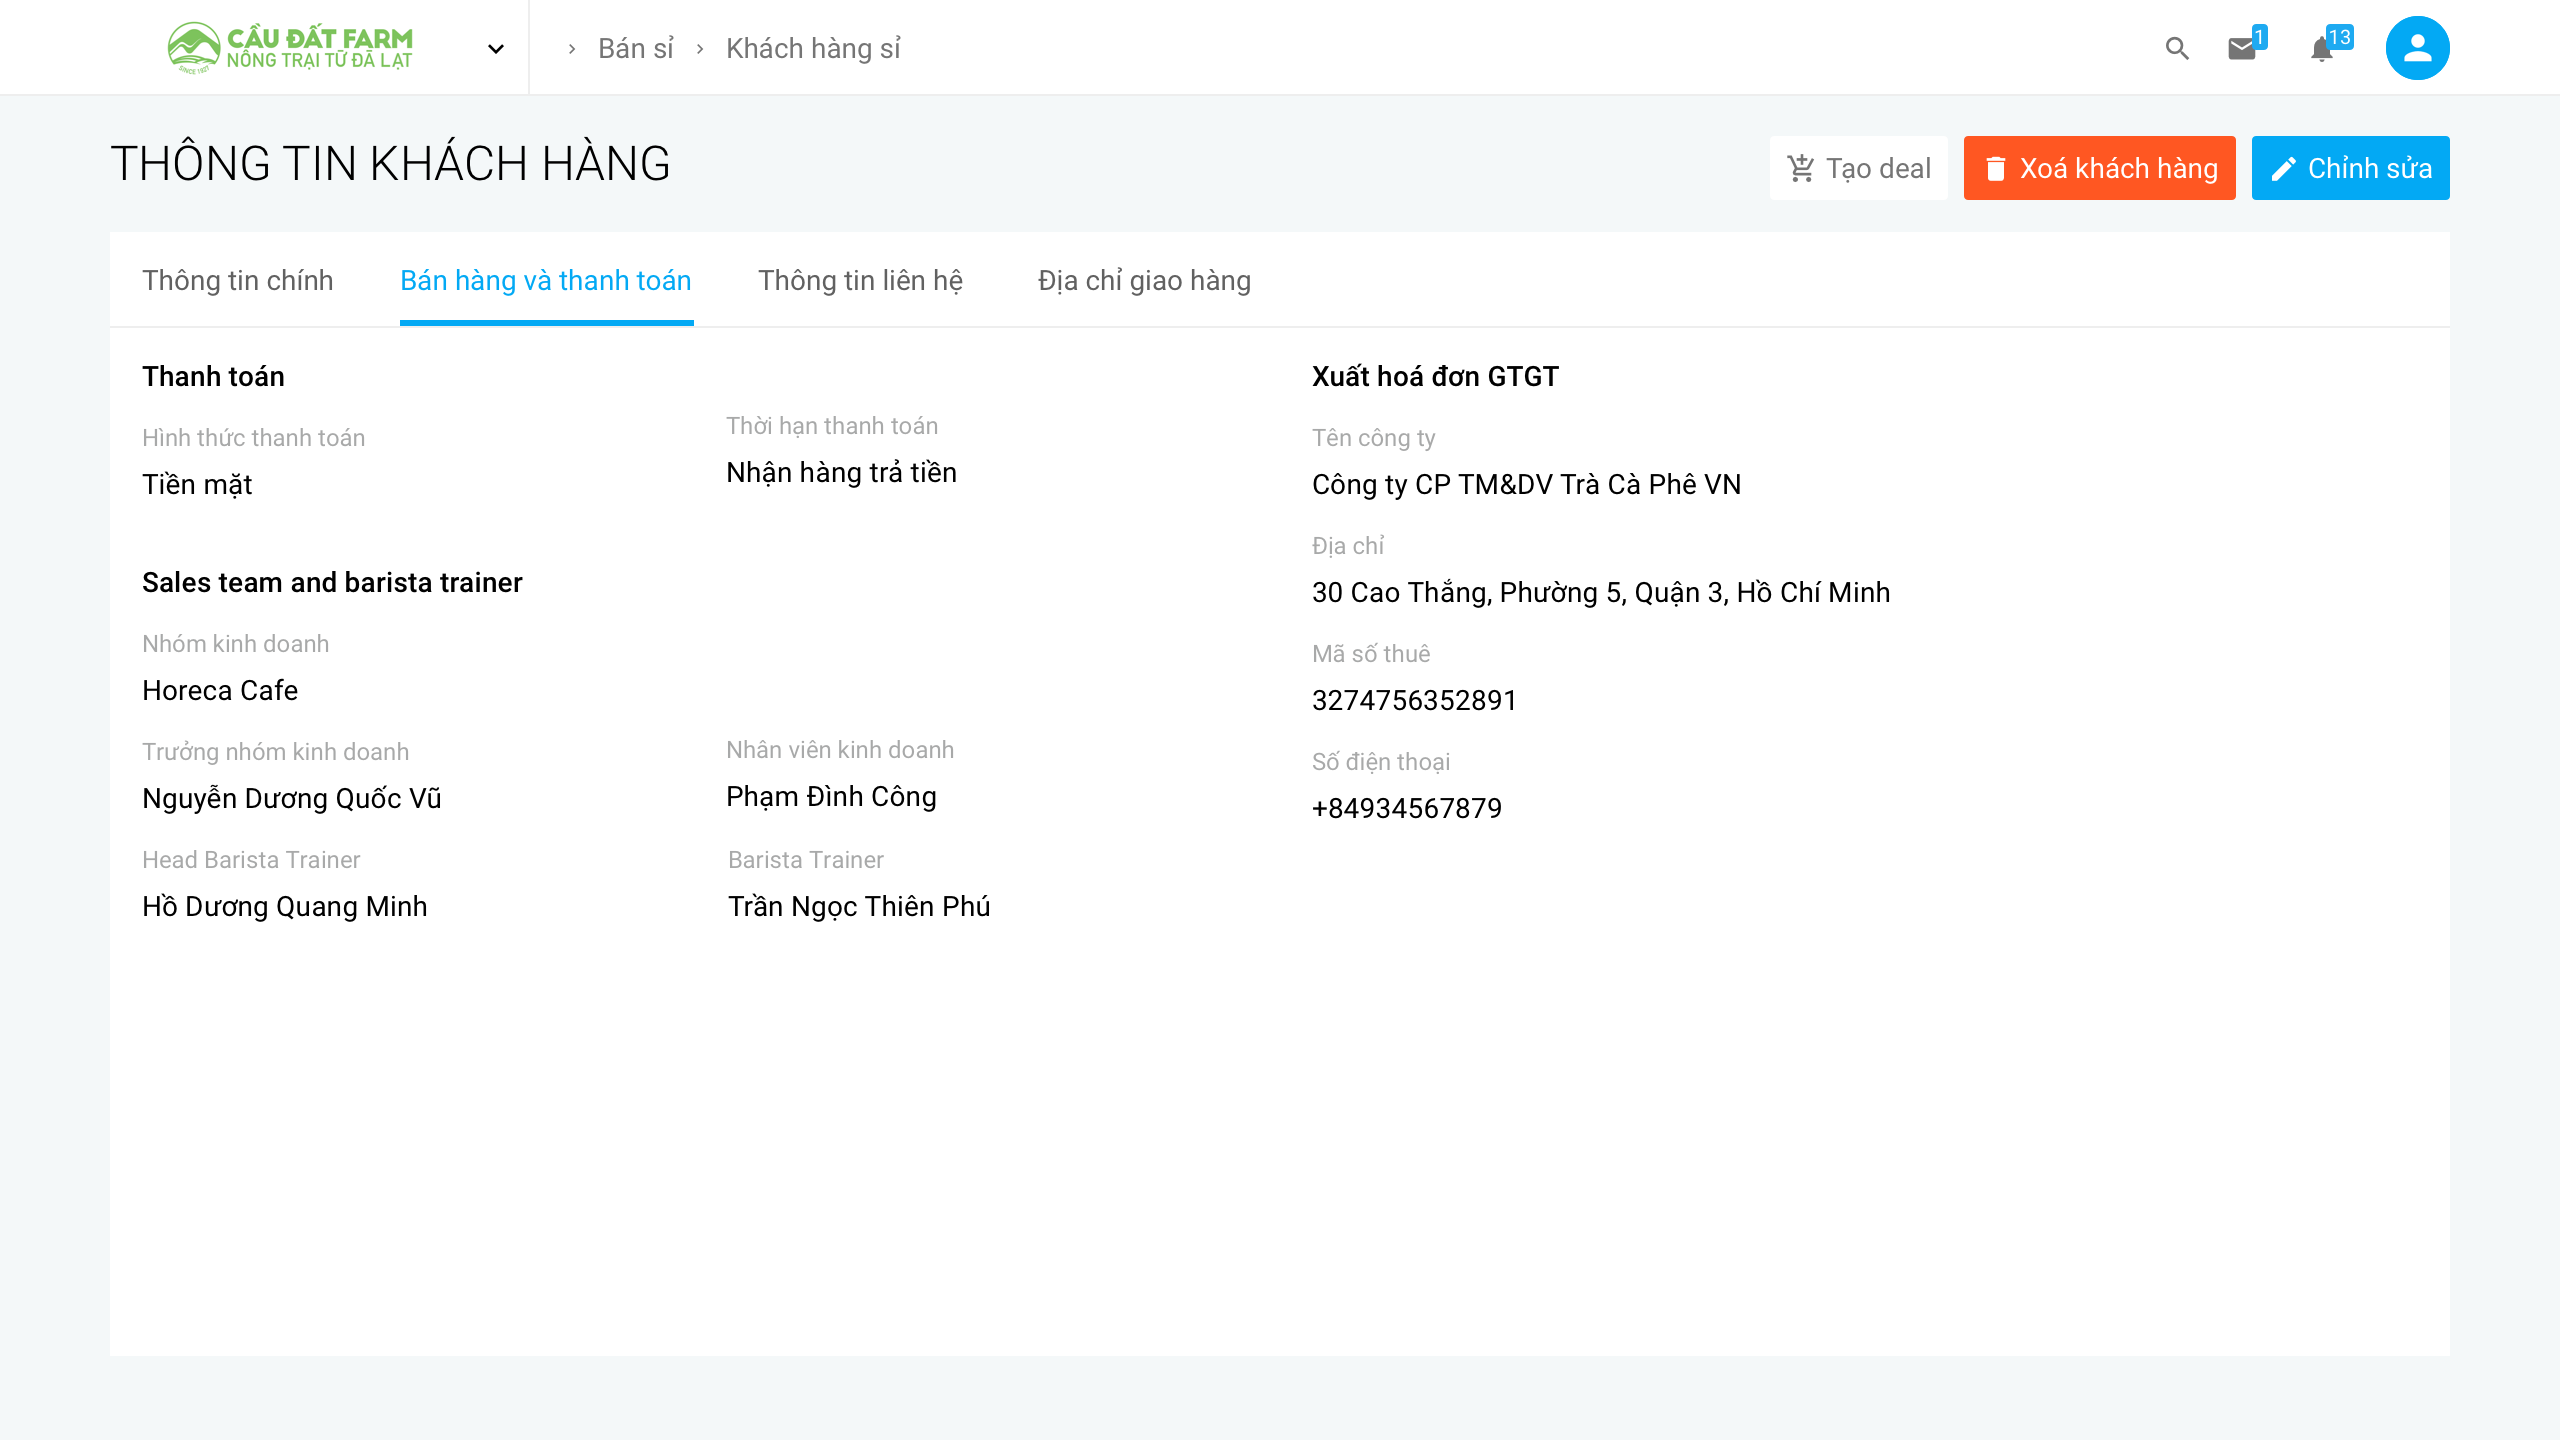 CẦU ĐẤT FARM
NÔNG TRẠI TỪ ĐÀ LẠT
SINCE 1927
Bán sỉ
Khách hàng sỉ
1
13
THÔNG TIN KHÁCH HÀNG
Tạo deal
Xoá khách hàng
Chỉnh sửa
Thông tin chính
Bán hàng và thanh toán
Thông tin liên hệ
Địa chỉ giao hàng
Thanh toán
Hình thức thanh toán
Tiền mặt
Thời hạn thanh toán
Nhận hàng trả tiền
Sales team and barista trainer
Nhóm kinh doanh
Horeca Cafe
Trưởng nhóm kinh doanh
Nguyễn Dương Quốc Vũ
Nhân viên kinh doanh
Phạm Đình Công
Head Barista Trainer
Hồ Dương Quang Minh
Barista Trainer
Trần Ngọc Thiên Phú
Xuất hoá đơn GTGT
Tên công ty
Công ty CP TM&DV Trà Cà Phê VN
Địa chỉ
30 Cao Thắng, Phường 5, Quận 3, Hồ Chí Minh
Mã số thuê
3274756352891
Số điện thoại
+84934567879